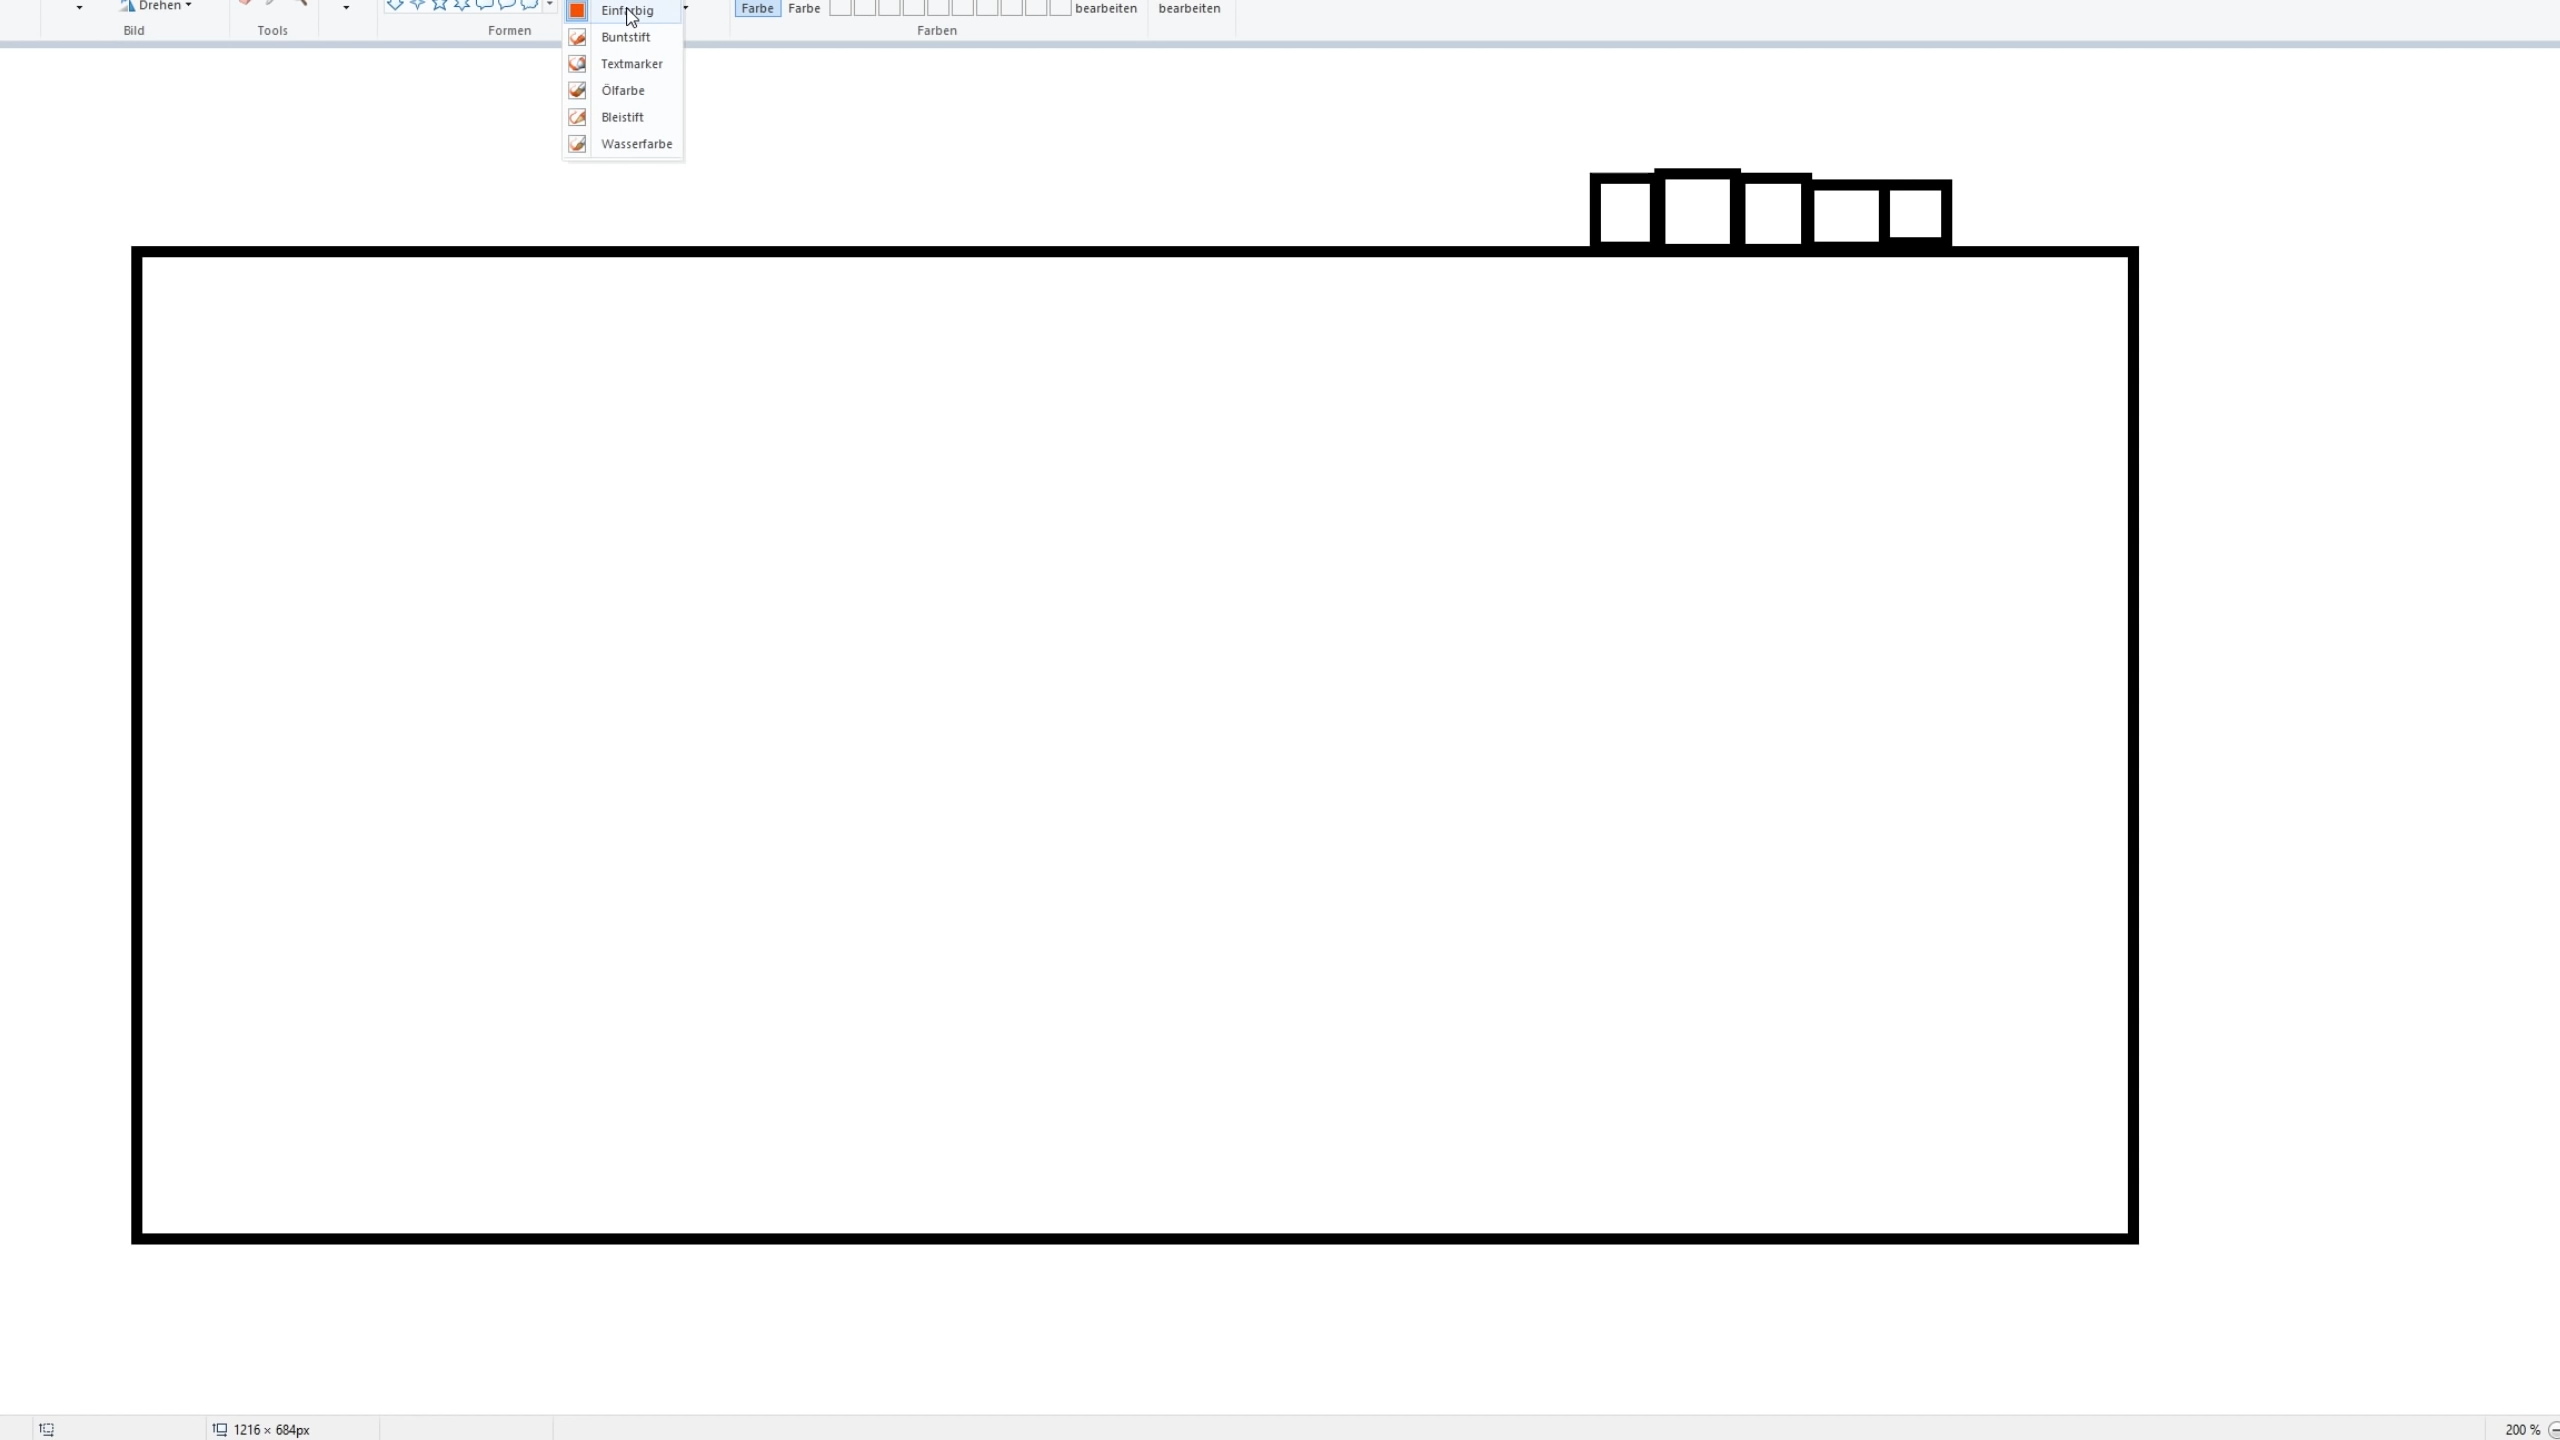 Drehen
Einfarbig
Farbe Farbe
bearbeiten bearbeiten
Bild Tools Formen Farben
Buntstift
Textmarker
Ölfarbe
Bleistift
Wasserfarbe
1216 × 684px
200 %